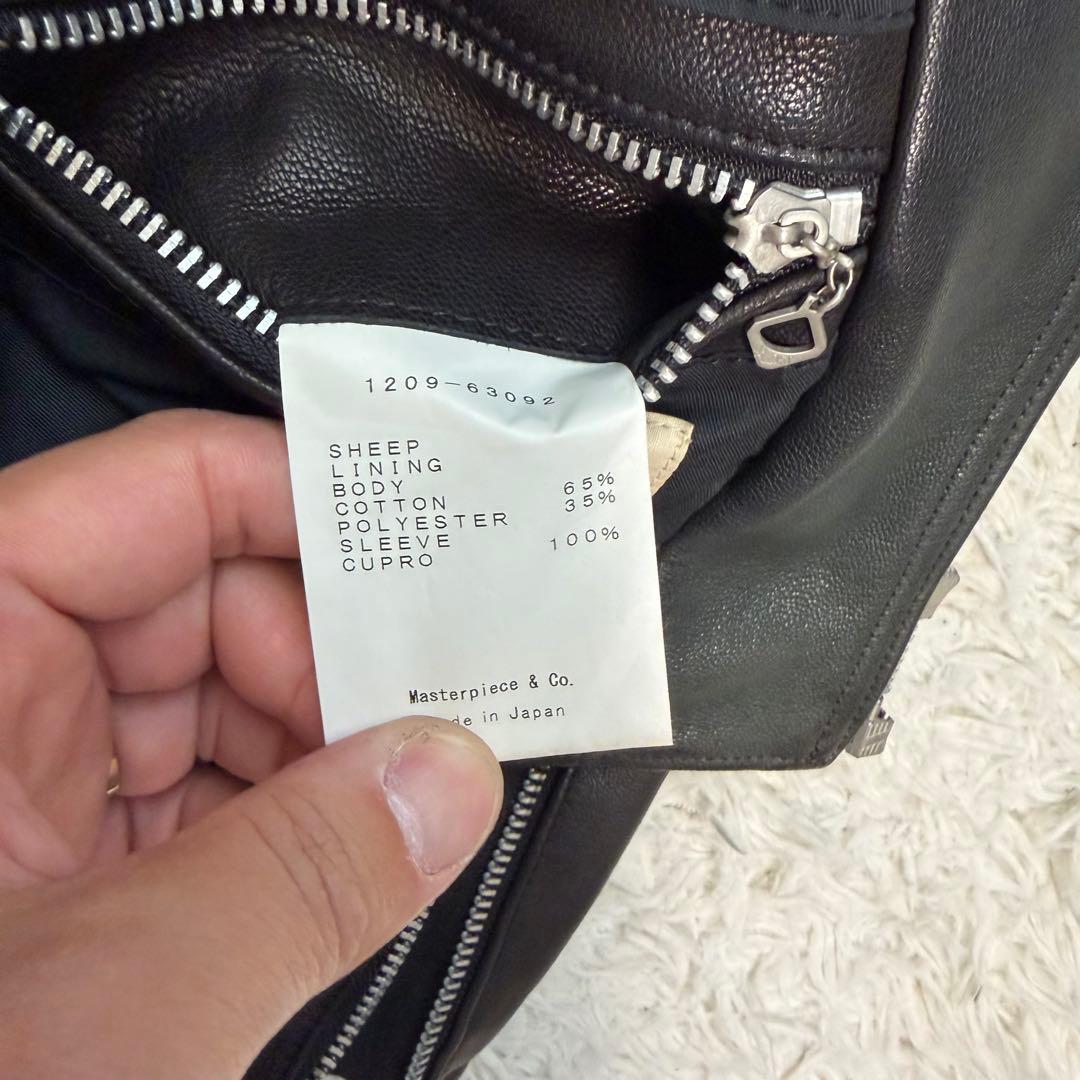 1209-63092
SHEEP
LINING
BODY
COTTON 65%
POLYESTER 35%
SLEEVE
CUPRO 100%
Masterpiece & Co.
de in Japan